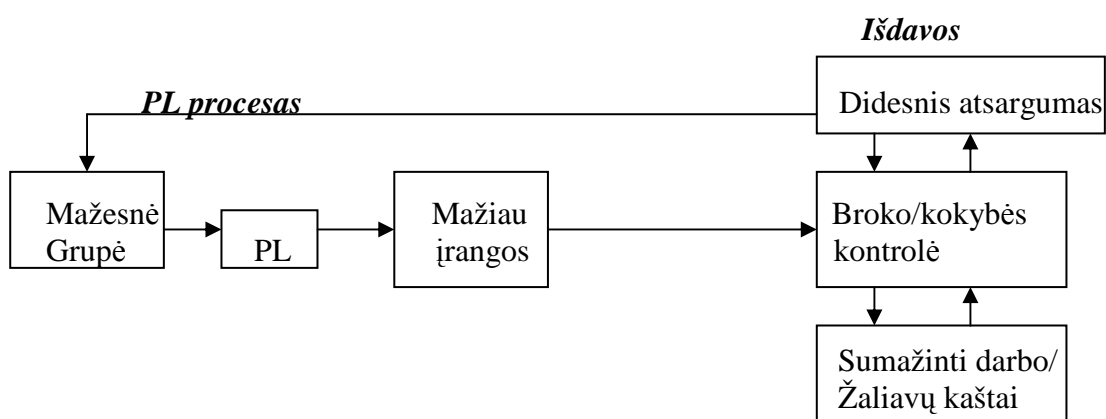 Išdavos
PL procesas
Didesnis atsargumas
Mažesnė
Grupė
PL
Mažiau
įrangos
Broko/kokybės
kontrolė
Sumažinti darbo/
Žaliavų kaštai